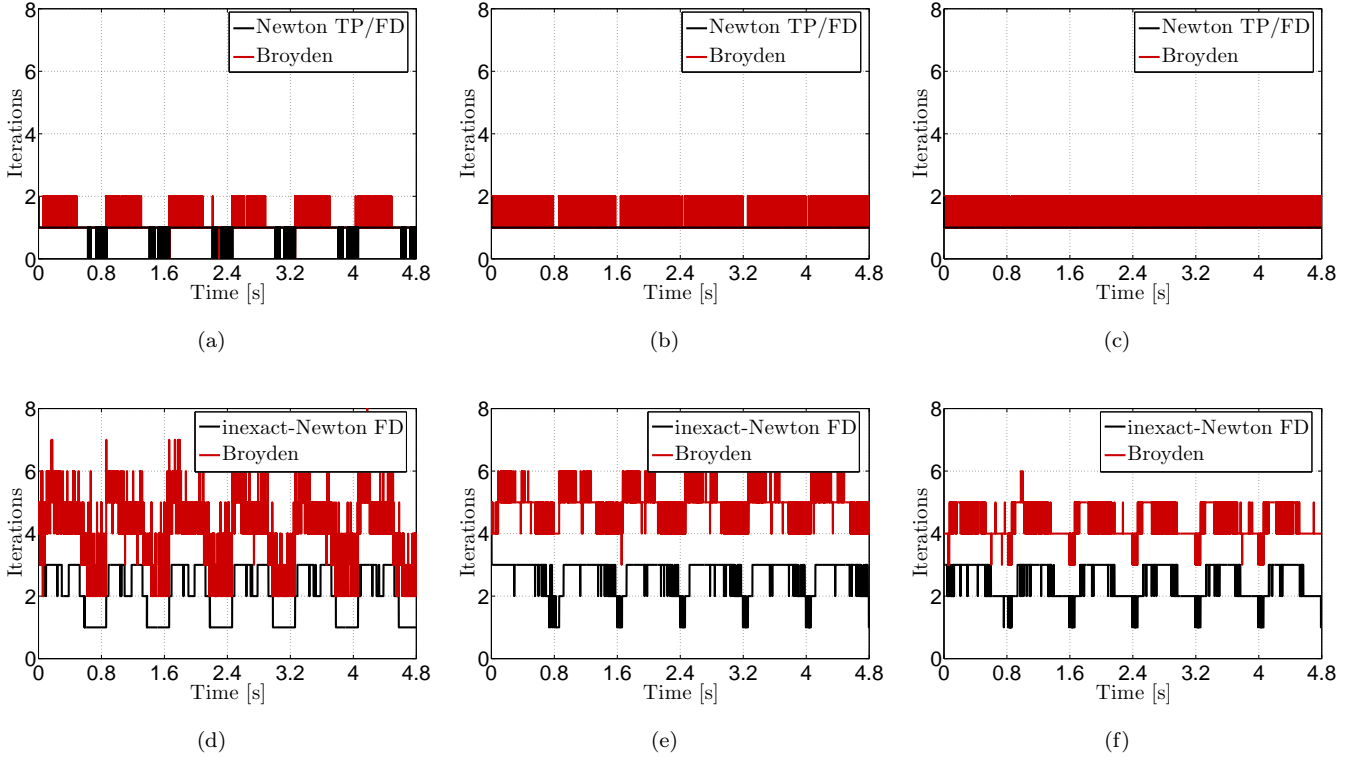 8
6
4
2
0
Iterations
Newton TP/FD
Broyden
0 0.8 1.6 2.4 3.2 4 4.8
Time [s]
(a)
8
6
4
2
0
Iterations
Newton TP/FD
Broyden
0 0.8 1.6 2.4 3.2 4 4.8
Time [s]
(b)
8
6
4
2
0
Iterations
Newton TP/FD
Broyden
0 0.8 1.6 2.4 3.2 4 4.8
Time [s]
(c)
8
6
4
2
0
Iterations
inexact-Newton FD
Broyden
0 0.8 1.6 2.4 3.2 4 4.8
Time [s]
(d)
8
6
4
2
0
Iterations
inexact-Newton FD
Broyden
0 0.8 1.6 2.4 3.2 4 4.8
Time [s]
(e)
8
6
4
2
0
Iterations
inexact-Newton FD
Broyden
0 0.8 1.6 2.4 3.2 4 4.8
Time [s]
(f)